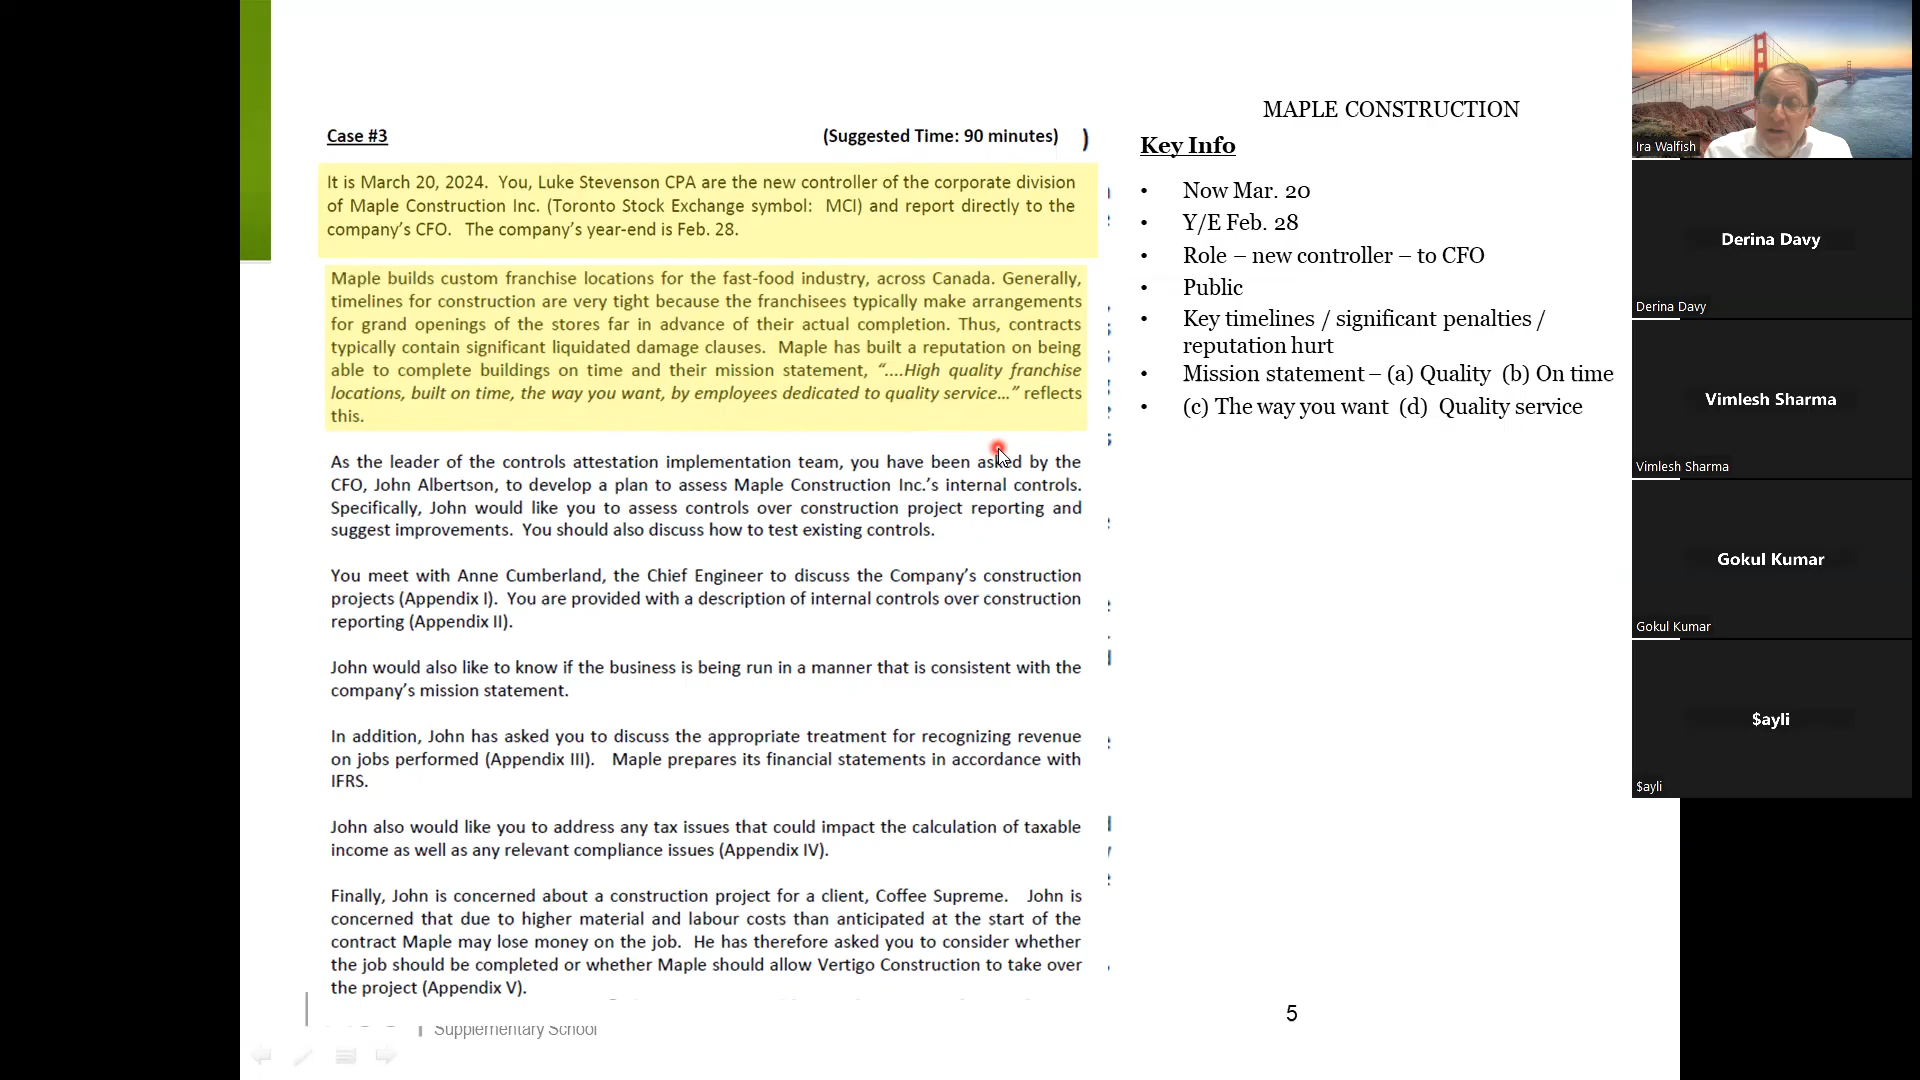 Case #3 (Suggested Time: 90 minutes) )
It is March 20, 2024. You, Luke Stevenson CPA are the new controller of the corporate division
of Maple Construction Inc. (Toronto Stock Exchange symbol: MCI) and report directly to the
company's CFO. The company's year-end is Feb. 28.
Maple builds custom franchise locations for the fast-food industry, across Canada. Generally,
timelines for construction are very tight because the franchisees typically make arrangements
for grand openings of the stores far in advance of their actual completion. Thus, contracts
typically contain significant liquidated damage clauses. Maple has built a reputation on being
able to complete buildings on time and their mission statement, "....High quality franchise
locations, built on time, the way you want, by employees dedicated to quality service..." reflects
this.
As the leader of the controls attestation implementation team, you have been asked by the
CFO, John Albertson, to develop a plan to assess Maple Construction Inc.'s internal controls.
Specifically, John would like you to assess controls over construction project reporting and
suggest improvements. You should also discuss how to test existing controls.
You meet with Anne Cumberland, the Chief Engineer to discuss the Company's construction
projects (Appendix I). You are provided with a description of internal controls over construction
reporting (Appendix II).
John would also like to know if the business is being run in a manner that is consistent with the
company's mission statement.
In addition, John has asked you to discuss the appropriate treatment for recognizing revenue
on jobs performed (Appendix III). Maple prepares its financial statements in accordance with
IFRS.
John also would like you to address any tax issues that could impact the calculation of taxable
income as well as any relevant compliance issues (Appendix IV).
Finally, John is concerned about a construction project for a client, Coffee Supreme. John is
concerned that due to higher material and labour costs than anticipated at the start of the
contract Maple may lose money on the job. He has therefore asked you to consider whether
the job should be completed or whether Maple should allow Vertigo Construction to take over
the project (Appendix V).
Supplementary School
MAPLE CONSTRUCTION
Key Info
• Now Mar. 20
• Y/E Feb. 28
• Role – new controller – to CFO
• Public
• Key timelines / significant penalties /
reputation hurt
• Mission statement – (a) Quality (b) On time
• (c) The way you want (d) Quality service
5
Ira Walfish
Derina Davy
Derina Davy
Vimlesh Sharma
Vimlesh Sharma
Gokul Kumar
Gokul Kumar
$ayli
$ayli